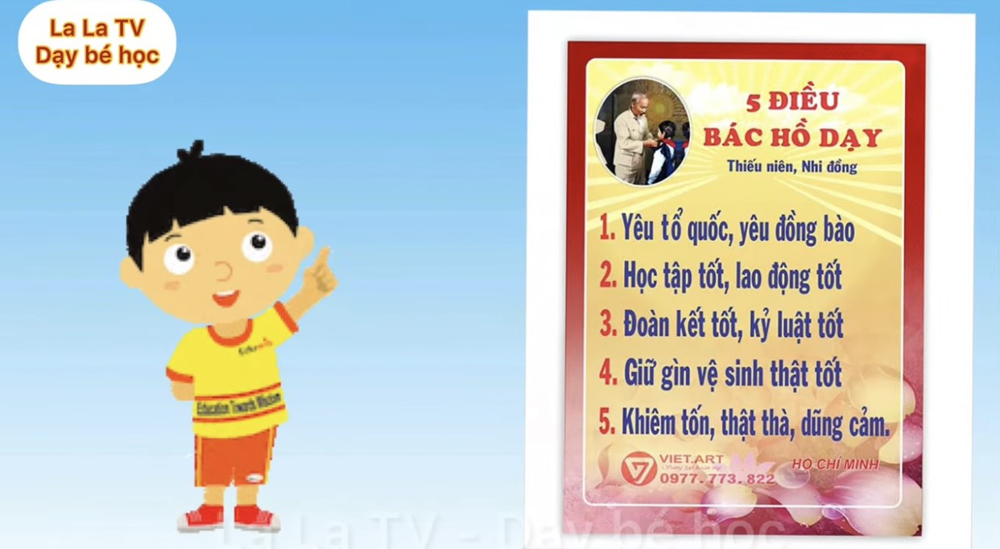 La La TV
Dạy bé học
5 ĐIỀU
BÁC HỒ DẠY
Thiếu niên, Nhi đồng
1. Yêu tổ quốc, yêu đồng bào
2. Học tập tốt, lao động tốt
3. Đoàn kết tốt, kỷ luật tốt
4. Giữ gìn vệ sinh thật tốt
5. Khiêm tốn, thật thà, dũng cảm.
HỒ CHÍ MINH
VIET.ART
0977.773.822
Education Towards Wisdom
La La TV - Dạy bé học